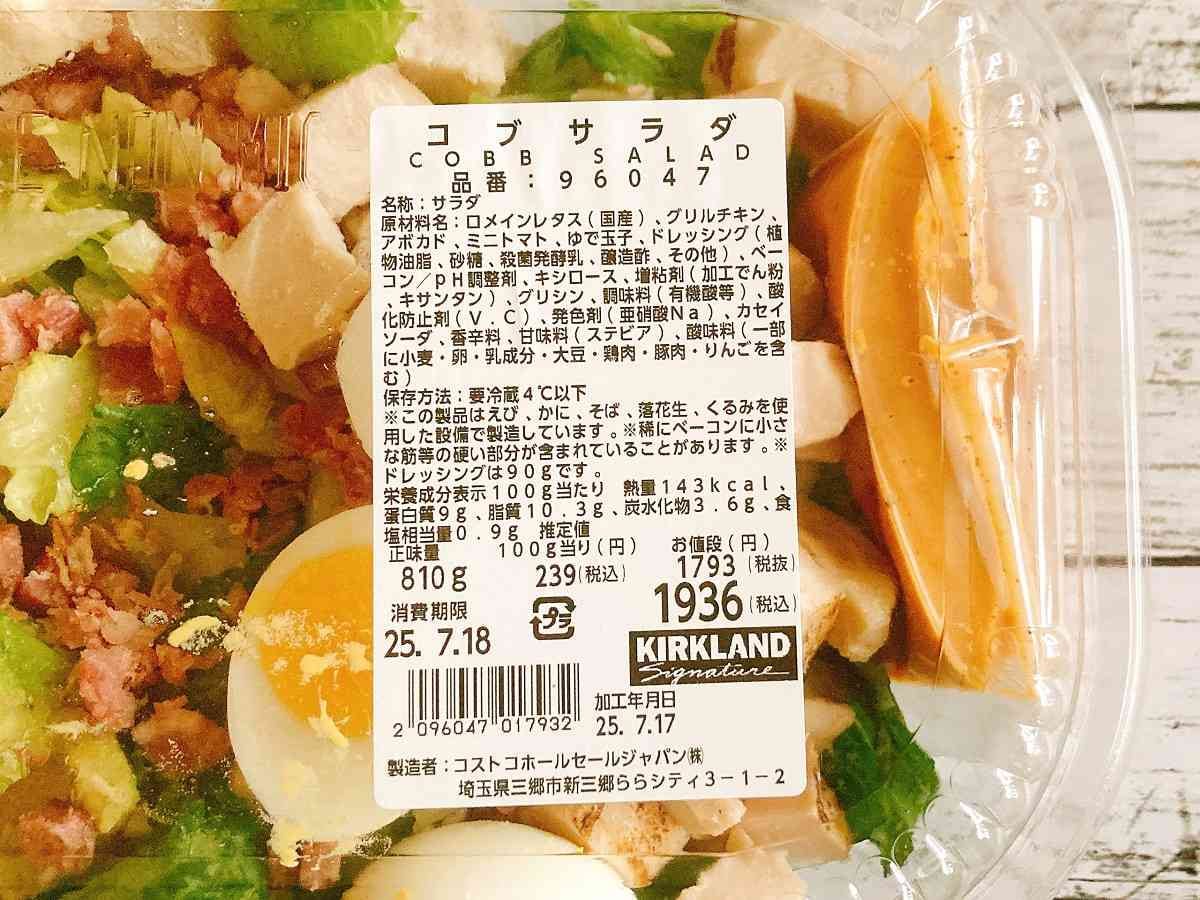 コブサラダ
COBB SALAD
品番：96047
名称：サラダ
原材料名：ロメインレタス（国産）、グリルチキン、
アボカド、ミニトマト、ゆで玉子、ドレッシング（植
物油脂、砂糖、殺菌発酵乳、醸造酢、その他）、ベー
コン／ｐＨ調整剤、キシロース、増粘剤（加工でん粉
、キサンタン）、グリシン、調味料（有機酸等）、酸
化防止剤（Ｖ．Ｃ）、発色剤（亜硝酸Ｎａ）、カセイ
ソーダ、香辛料、甘味料（ステビア）、酸味料（一部
に小麦・卵・乳成分・大豆・鶏肉・豚肉・りんごを含
む）
保存方法：要冷蔵４℃以下
※この製品はえび、かに、そば、落花生、くるみを使
用した設備で製造しています。※稀にベーコンに小さ
な筋等の硬い部分が含まれていることがあります。※
ドレッシングは９０ｇです。
栄養成分表示１００ｇ当たり　熱量１４３ｋｃａｌ、
蛋白質９ｇ、脂質１０．３ｇ、炭水化物３．６ｇ、食
塩相当量０．９ｇ　推定値
正味量 100g当り（円） お値段（円）
810g 239(税込) 1793 (税抜)
1936(税込)
消費期限 プラ
25. 7.18
KIRKLAND
Signature
加工年月日
25. 7.17
2 096047 017932
製造者：コストコホールセールジャパン㈱
埼玉県三郷市新三郷ららシティ３－１－２